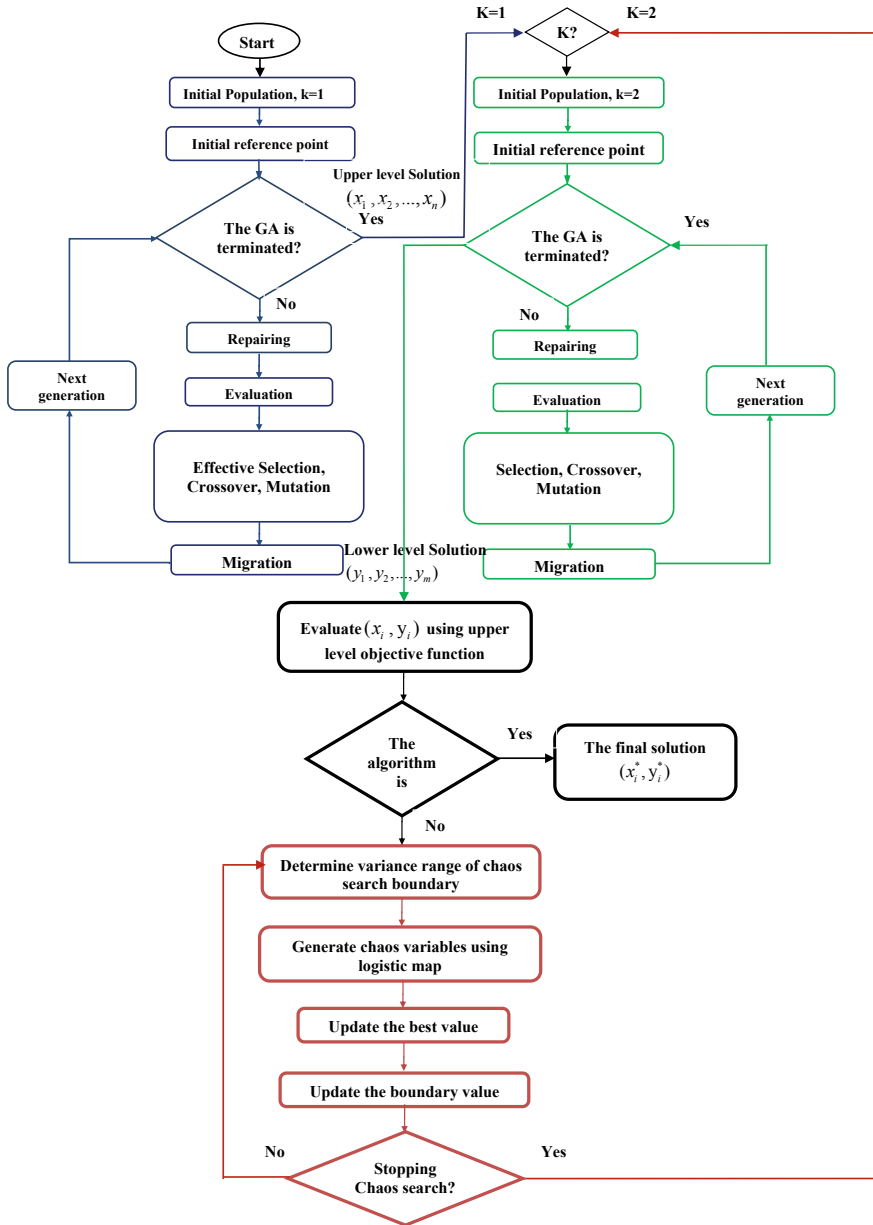 Start
K=1
K?
K=2
Initial Population, k=1
Initial Population, k=2
Initial reference point
Initial reference point
Upper level Solution
(x₁, x₂,..., xₙ)
Yes
The GA is
terminated?
The GA is
terminated?
Yes
No
No
Repairing
Repairing
Next
generation
Evaluation
Evaluation
Next
generation
Effective Selection,
Crossover, Mutation
Selection, Crossover,
Mutation
Migration
Lower level Solution
(y₁, y₂,..., yₘ)
Migration
Evaluate (xᵢ, yᵢ) using upper
level objective function
The
algorithm
is
Yes
The final solution
(xᵢ*, yᵢ*)
No
Determine variance range of chaos
search boundary
Generate chaos variables using
logistic map
Update the best value
Update the boundary value
No
Stopping
Chaos search?
Yes